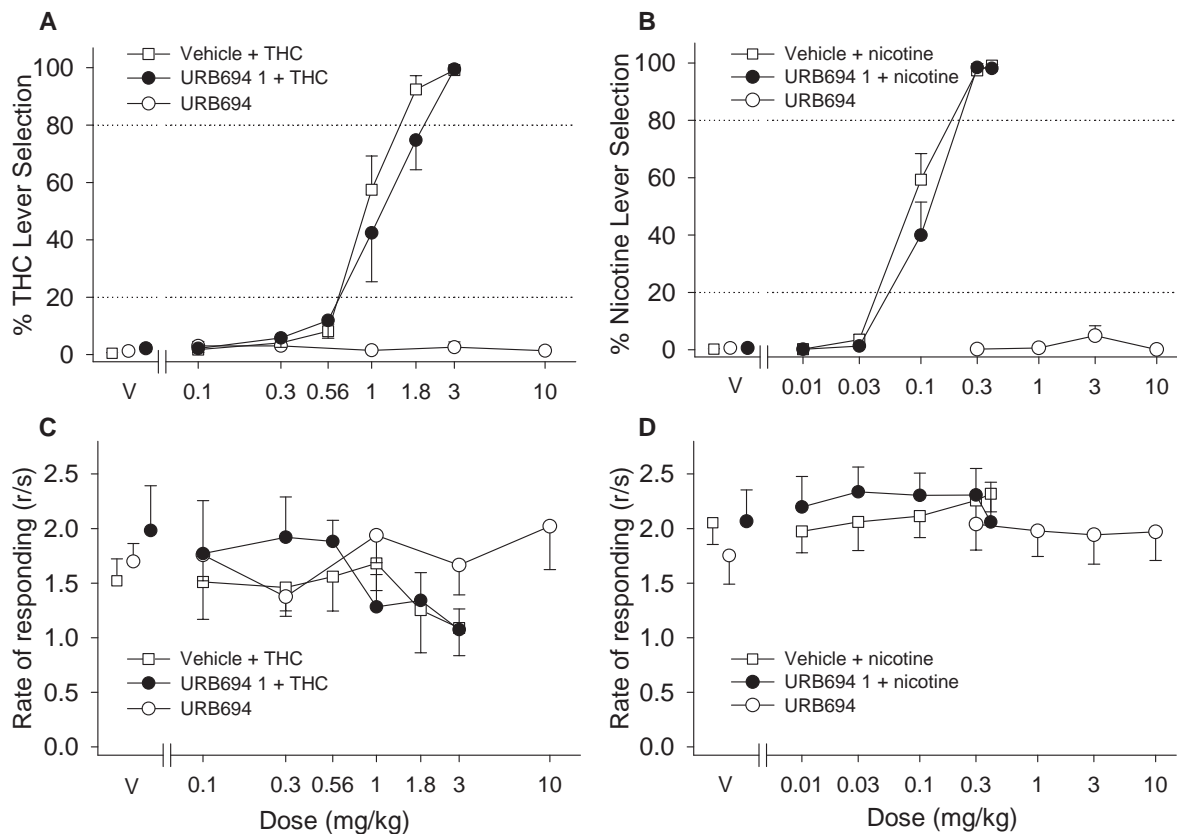 A
Vehicle + THC
URB694 1 + THC
URB694
% THC Lever Selection
100
80
60
40
20
0
V
0.1
0.3
0.56
1
1.8
3
10
B
Vehicle + nicotine
URB694 1 + nicotine
URB694
% Nicotine Lever Selection
100
80
60
40
20
0
V
0.01
0.03
0.1
0.3
1
3
10
C
Rate of responding (r/s)
2.5
2.0
1.5
1.0
0.5
0.0
Vehicle + THC
URB694 1 + THC
URB694
V
0.1
0.3
0.56
1
1.8
3
10
Dose (mg/kg)
D
Rate of responding (r/s)
2.5
2.0
1.5
1.0
0.5
0.0
Vehicle + nicotine
URB694 1 + nicotine
URB694
V
0.01
0.03
0.1
0.3
1
3
10
Dose (mg/kg)